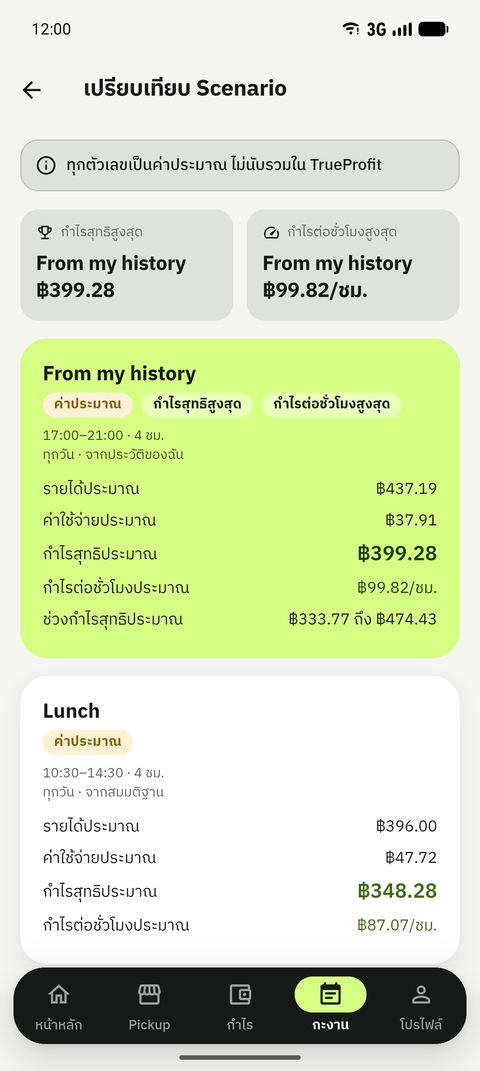 12:00
3G
เปรียบเทียบ Scenario
ทุกตัวเลขเป็นค่าประมาณ ไม่นับรวมใน TrueProfit
กำไรสุทธิสูงสุด
From my history
฿399.28
กำไรต่อชั่วโมงสูงสุด
From my history
฿99.82/ชม.
From my history
ค่าประมาณ
กำไรสุทธิสูงสุด
กำไรต่อชั่วโมงสูงสุด
17:00–21:00 · 4 ชม.
ทุกวัน · จากประวัติของฉัน
รายได้ประมาณ ฿437.19
ค่าใช้จ่ายประมาณ ฿37.91
กำไรสุทธิประมาณ ฿399.28
กำไรต่อชั่วโมงประมาณ ฿99.82/ชม.
ช่วงกำไรสุทธิประมาณ ฿333.77 ถึง ฿474.43
Lunch
ค่าประมาณ
10:30–14:30 · 4 ชม.
ทุกวัน · จากสมมติฐาน
รายได้ประมาณ ฿396.00
ค่าใช้จ่ายประมาณ ฿47.72
กำไรสุทธิประมาณ ฿348.28
กำไรต่อชั่วโมงประมาณ ฿87.07/ชม.
หน้าหลัก
Pickup
กำไร
กะงาน
โปรไฟล์